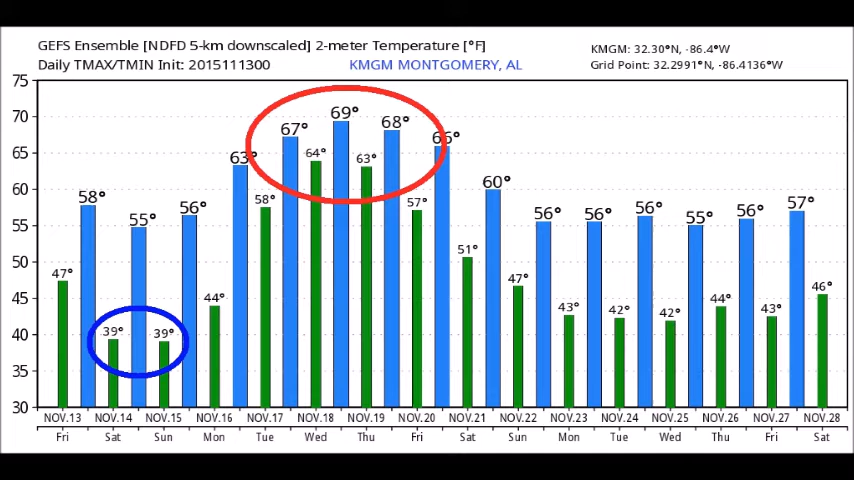 GEFS Ensemble [NDFD 5-km downscaled] 2-meter Temperature [°F]
KMGM: 32.30°N, -86.4°W
Daily TMAX/TMIN Init: 2015111300
KMGM MONTGOMERY, AL
Grid Point: 32.2991°N, -86.4136°W
75
70
65
60
55
50
45
40
35
30
47° 58° 39° 55° 39° 56° 44° 63° 58° 67° 64° 69° 63° 68° 57° 66° 51° 60° 47° 56° 43° 56° 42° 56° 42° 55° 44° 56° 43° 57° 46°
NOV.13 NOV.14 NOV.15 NOV.16 NOV.17 NOV.18 NOV.19 NOV.20 NOV.21 NOV.22 NOV.23 NOV.24 NOV.25 NOV.26 NOV.27 NOV.28
Fri Sat Sun Mon Tue Wed Thu Fri Sat Sun Mon Tue Wed Thu Fri Sat